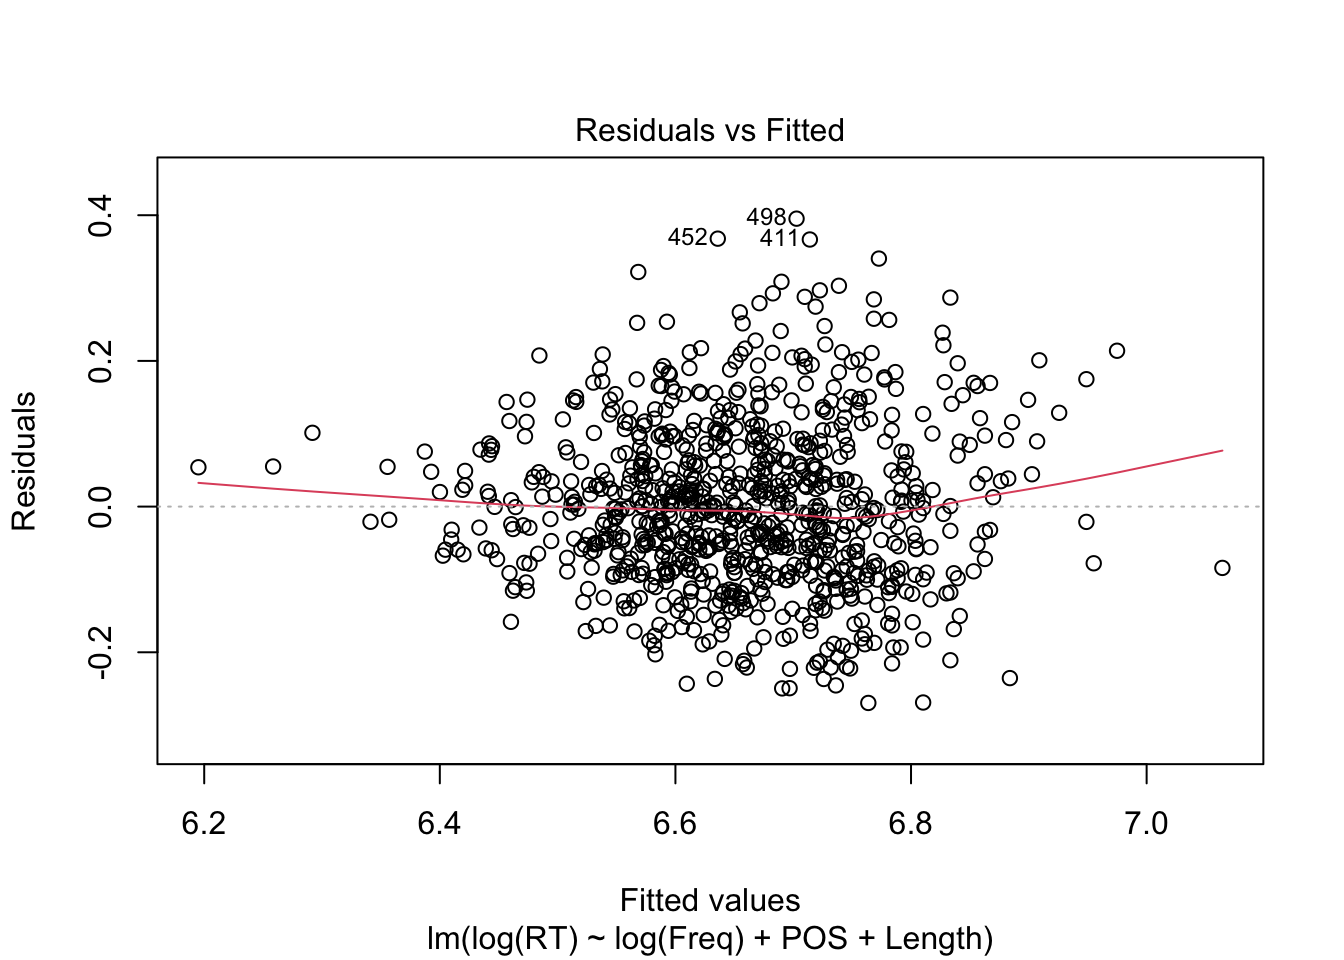 Residuals vs Fitted
Residuals
0.4
0.2
0.0
-0.2
498
452
411
6.2 6.4 6.6 6.8 7.0
Fitted values
lm(log(RT) ~ log(Freq) + POS + Length)